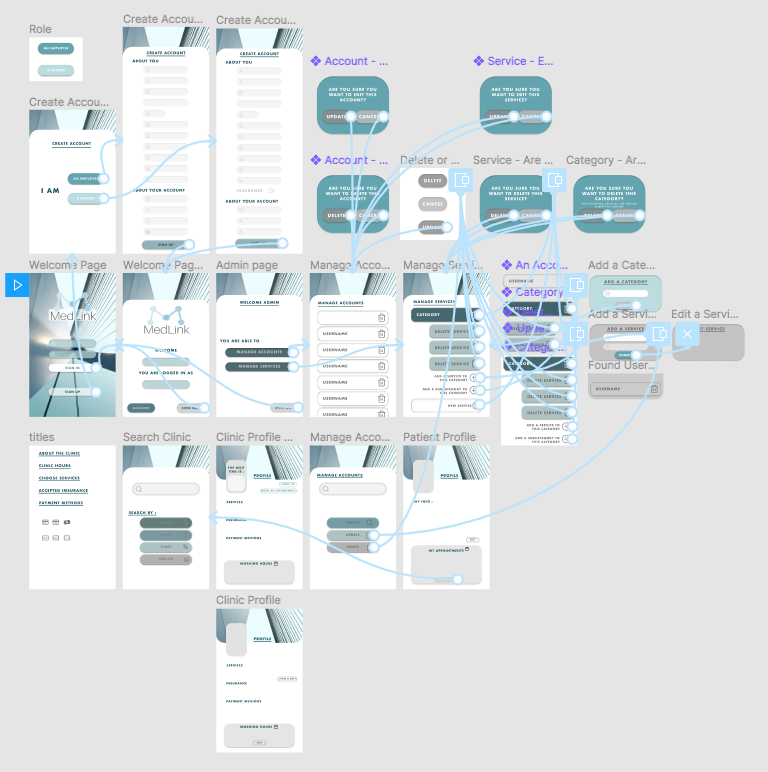 Role
AN EMPLOYEE
A PATIENT
Create Accou...
CREATE ACCOUNT
ABOUT YOU
ABOUT YOUR ACCOUNT
SIGN UP
Create Accou...
CREATE ACCOUNT
ABOUT YOU
INSURANCE
ABOUT YOUR ACCOUNT
Account - ...
ARE YOU SURE YOU
WANT TO EDIT THIS
ACCOUNT?
UPDATE
CANCEL
Service - E...
ARE YOU SURE YOU
WANT TO EDIT THIS
SERVICE?
UPDATE
CANCEL
Create Accou...
CREATE ACCOUNT
I AM
AN EMPLOYEE
A PATIENT
Account - ...
ARE YOU SURE YOU
WANT TO DELETE THIS
ACCOUNT?
DELETE
CANCEL
Delete or ...
DELETE
CANCEL
UPDATE
Service - Are ...
ARE YOU SURE YOU
WANT TO DELETE THIS
SERVICE?
DELETE
CANCEL
Category - Ar...
ARE YOU SURE YOU
WANT TO DELETE THIS
CATEGORY?
DELETE
CANCEL
Welcome Page
MedLink
SIGN IN
SIGN UP
Welcome Pag...
MedLink
WELCOME
YOU ARE LOGGED IN AS
ACCOUNT
Admin page
WELCOME ADMIN
YOU ARE ABLE TO
MANAGE ACCOUNTS
MANAGE SERVICES
Manage Acco...
MANAGE ACCOUNTS
USERNAME
USERNAME
USERNAME
USERNAME
USERNAME
USERNAME
Manage Servi...
MANAGE SERVICES
CATEGORY
DELETE SERVICE
DELETE SERVICE
DELETE SERVICE
ADD A SERVICE TO
THIS CATEGORY
ADD A SUBCATEGORY TO
THIS CATEGORY
NEW SERVICE
An Acco...
USERNAME
Category
CATEGORY
DELETE SERVICE
DELETE SERVICE
DELETE SERVICE
ADD A SERVICE TO
THIS CATEGORY
ADD A SUBCATEGORY TO
THIS CATEGORY
Add a Cate...
ADD A CATEGORY
Add a Servi...
ADD A SERVICE
Edit a Servi...
Found User...
USERNAME
titles
ABOUT THE CLINIC
CLINIC HOURS
CHOOSE SERVICES
ACCEPTED INSURANCE
PAYMENT METHODS
Search Clinic
SEARCH BY :
Clinic Profile ...
PROFILE
SERVICES
INSURANCE
PAYMENT METHODS
WORKING HOURS
Manage Acco...
MANAGE ACCOUNTS
UPDATE
DELETE
Patient Profile
PROFILE
MY INFO :
EDIT
MY APPOINTMENTS
Clinic Profile
PROFILE
SERVICES
INSURANCE
PAYMENT METHODS
WORKING HOURS
EDIT